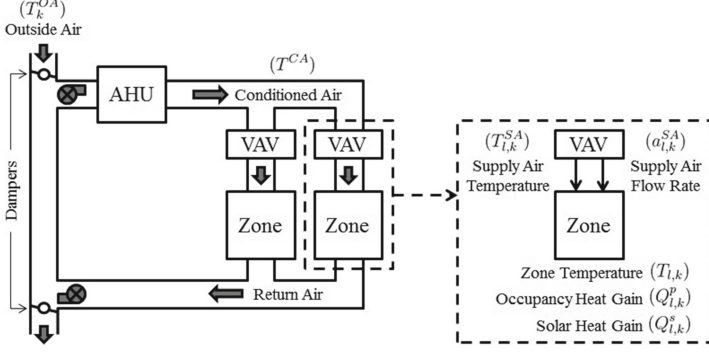 (T_k^{OA})
Outside Air
Dampers
AHU
(T^{CA})
Conditioned Air
VAV
VAV
Zone
Zone
Return Air
(T_{l,k}^{SA})
Supply Air
Temperature
VAV
(a_{l,k}^{SA})
Supply Air
Flow Rate
Zone
Zone Temperature (T_{l,k})
Occupancy Heat Gain (Q_{l,k}^{p})
Solar Heat Gain (Q_{l,k}^{s})